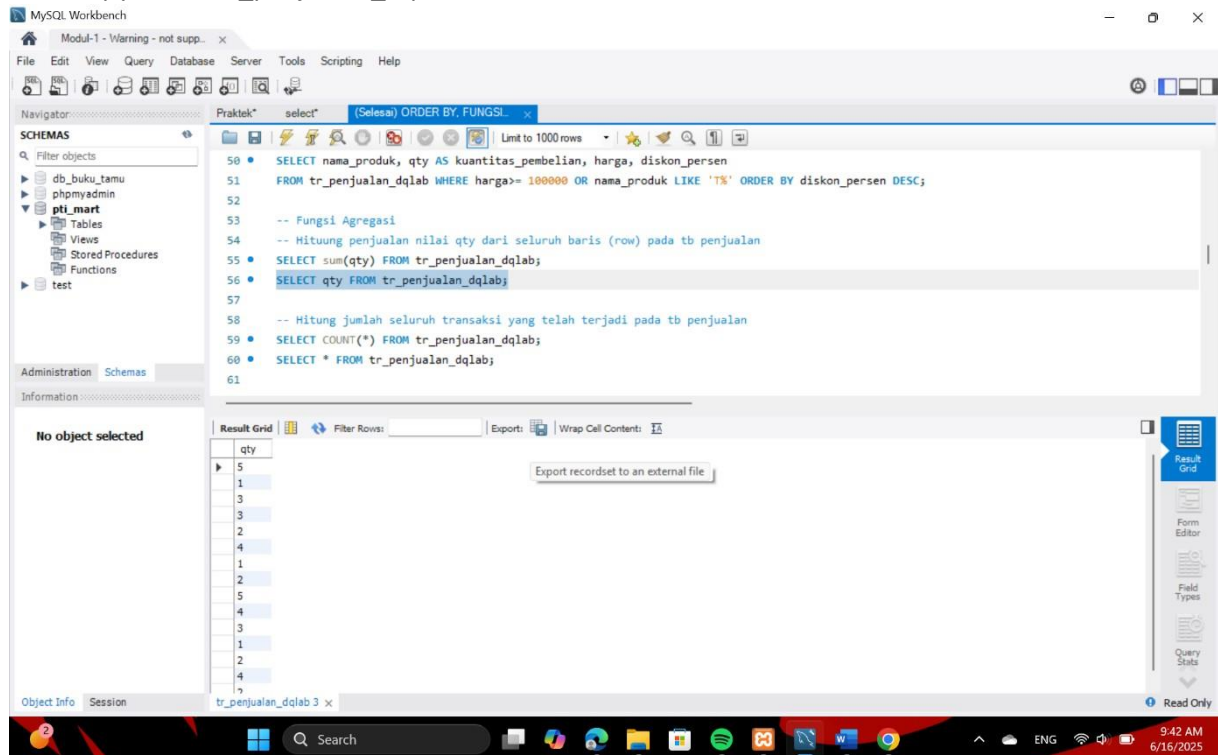 MySQL Workbench
Modul-1 - Warning - not supp..
File Edit View Query Database Server Tools Scripting Help
Navigator
SCHEMAS
Filter objects
db_buku_tamu
phpmyadmin
pti_mart
Tables
Views
Stored Procedures
Functions
test
Administration Schemas
Information
No object selected
Object Info Session
Praktek* select* (Selesai) ORDER BY, FUNGSI...
Limit to 1000 rows
50 SELECT nama_produk, qty AS kuantitas_pembelian, harga, diskon_persen
51 FROM tr_penjualan_dqlab WHERE harga>= 100000 OR nama_produk LIKE 'T%' ORDER BY diskon_persen DESC;
52
53 -- Fungsi Agregasi
54 -- Hituung penjualan nilai qty dari seluruh baris (row) pada tb penjualan
55 SELECT sum(qty) FROM tr_penjualan_dqlab;
56 SELECT qty FROM tr_penjualan_dqlab;
57
58 -- Hitung jumlah seluruh transaksi yang telah terjadi pada tb penjualan
59 SELECT COUNT(*) FROM tr_penjualan_dqlab;
60 SELECT * FROM tr_penjualan_dqlab;
61
Result Grid Filter Rows: Export: Wrap Cell Content:
Export recordset to an external file
qty
5
1
3
3
2
4
1
2
5
4
3
1
2
4
Result Grid
Form Editor
Field Types
Query Stats
tr_penjualan_dqlab 3
Read Only
2
Search
ENG
9:42 AM
6/16/2025